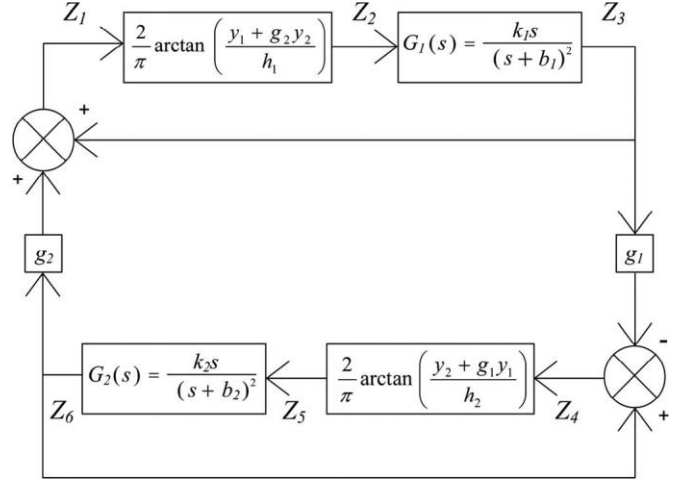 Z₁ Z₂ Z₃
2/π arctan ( (y₁ + g₂y₂) / h₁ )
G₁(s) = k₁s / (s + b₁)²
+
+
g₂
g₁
-
G₂(s) = k₂s / (s + b₂)²
2/π arctan ( (y₂ + g₁y₁) / h₂ )
Z₆ Z₅ Z₄
+